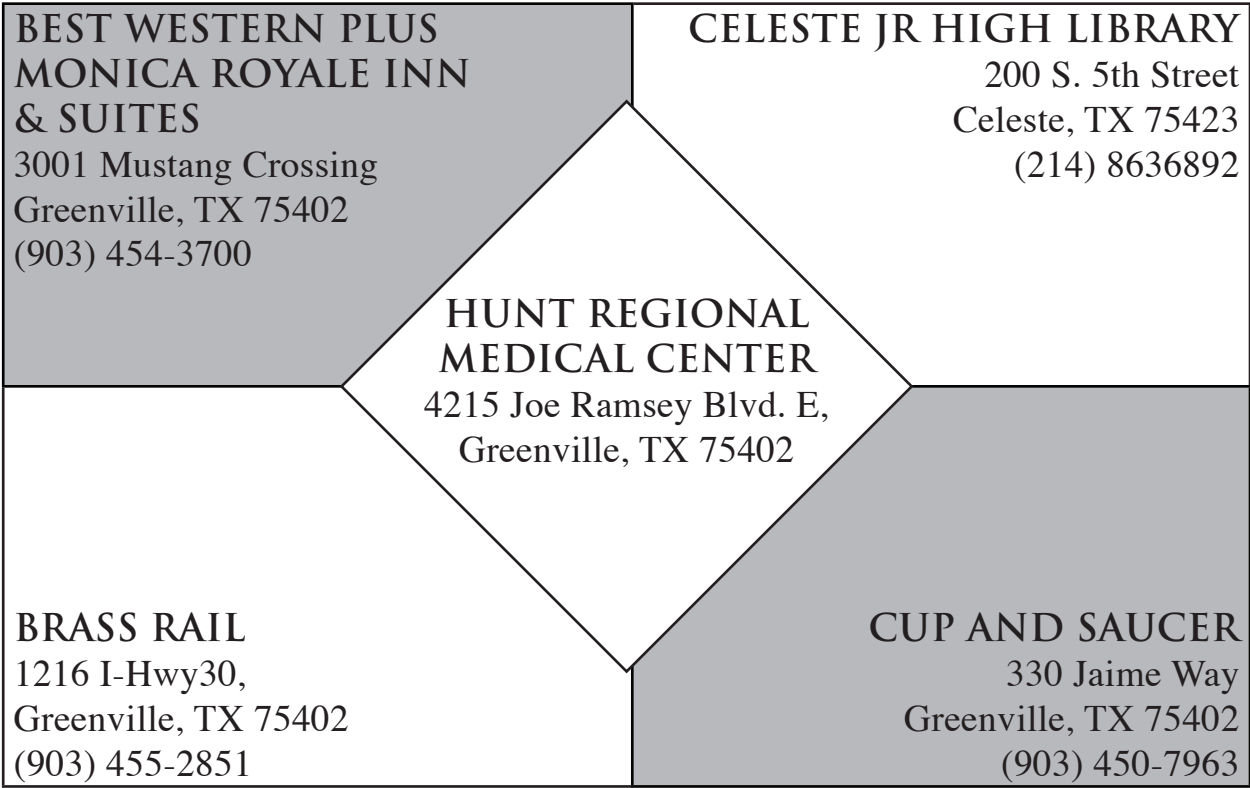 BEST WESTERN PLUS
MONICA ROYALE INN
& SUITES
3001 Mustang Crossing
Greenville, TX 75402
(903) 454-3700
CELESTE JR HIGH LIBRARY
200 S. 5th Street
Celeste, TX 75423
(214) 8636892
HUNT REGIONAL
MEDICAL CENTER
4215 Joe Ramsey Blvd. E,
Greenville, TX 75402
BRASS RAIL
1216 I-Hwy30,
Greenville, TX 75402
(903) 455-2851
CUP AND SAUCER
330 Jaime Way
Greenville, TX 75402
(903) 450-7963